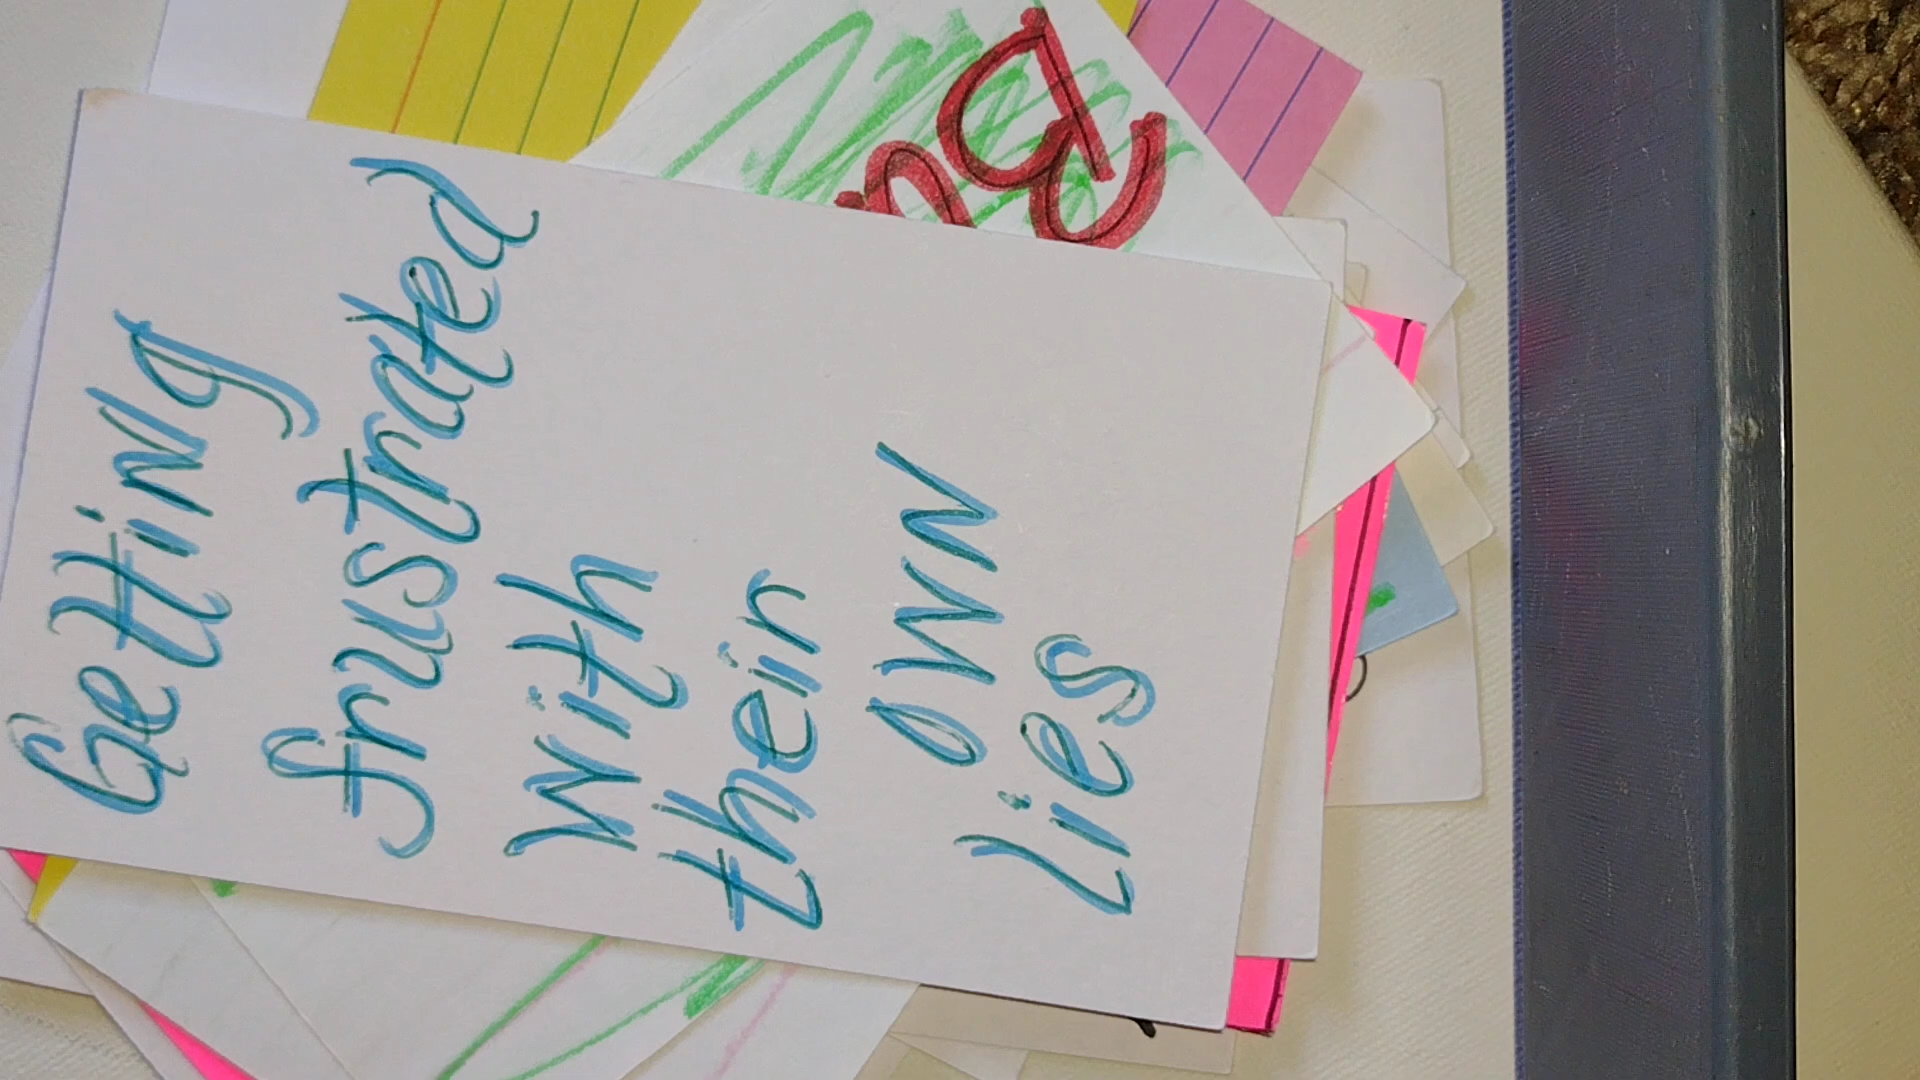 Getting
frustrated
with
their
own
lies